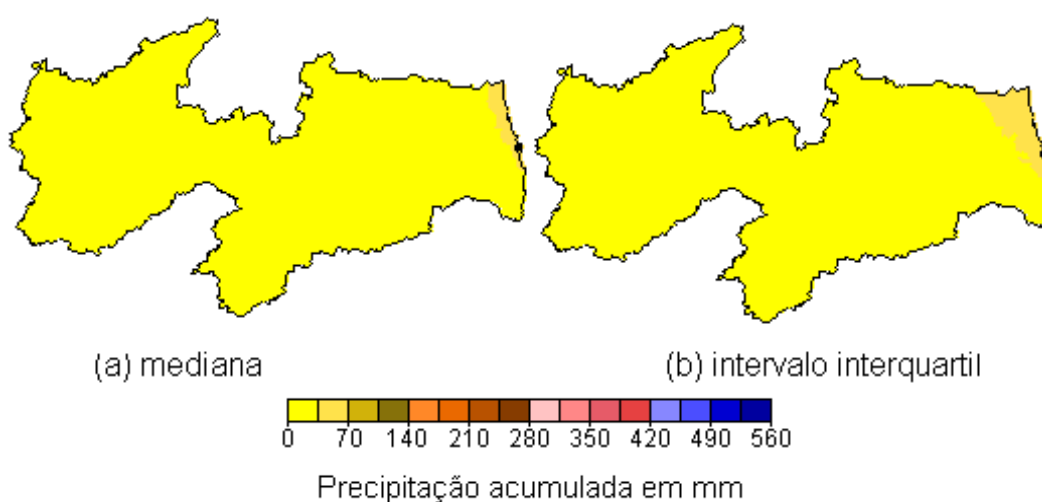 (a) mediana
(b) intervalo interquartil
0 70 140 210 280 350 420 490 560
Precipitação acumulada em mm